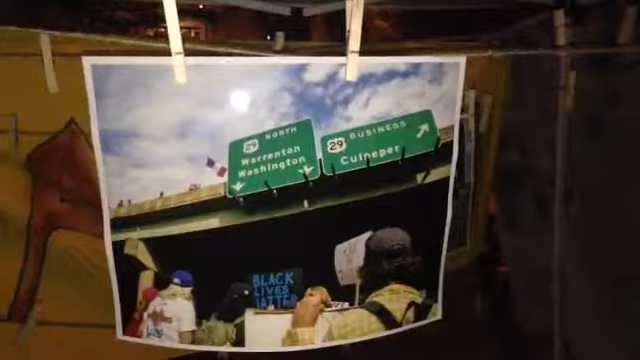 29 NORTH
Warrenton
Washington
29 BUSINESS
Culpeper
BLACK
LIVES
MATTER